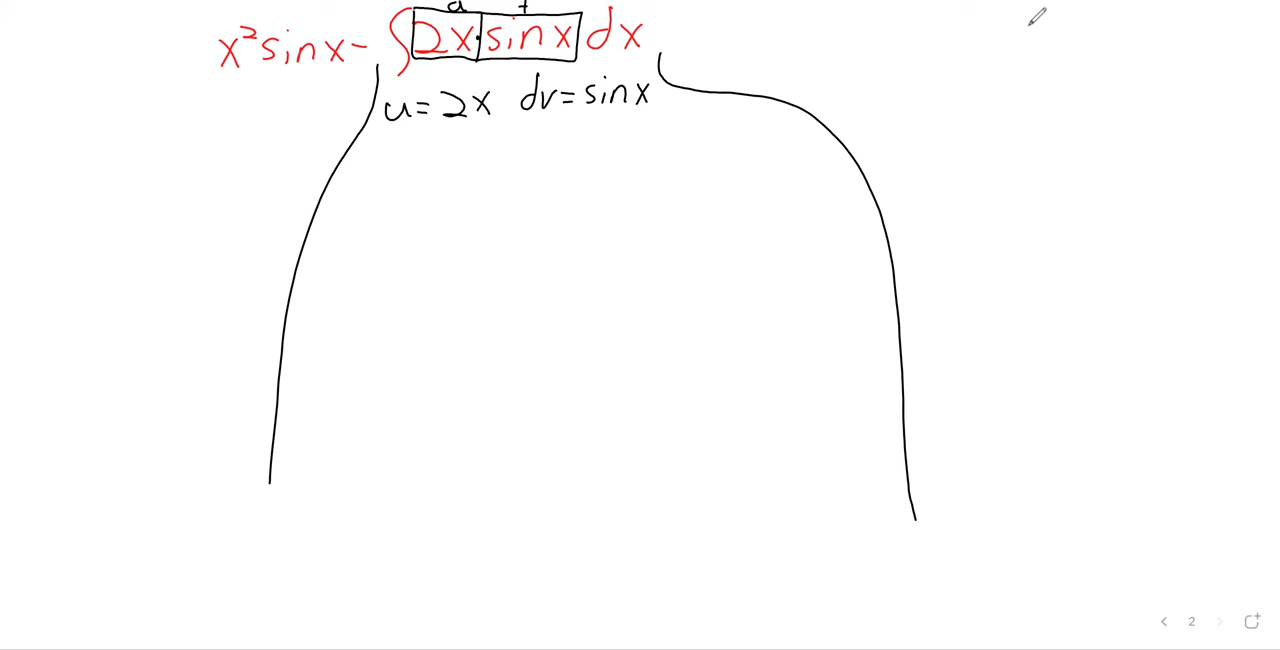 a t
x²sinx- ∫2x·sinx dx
u=2x dv=sinx
2